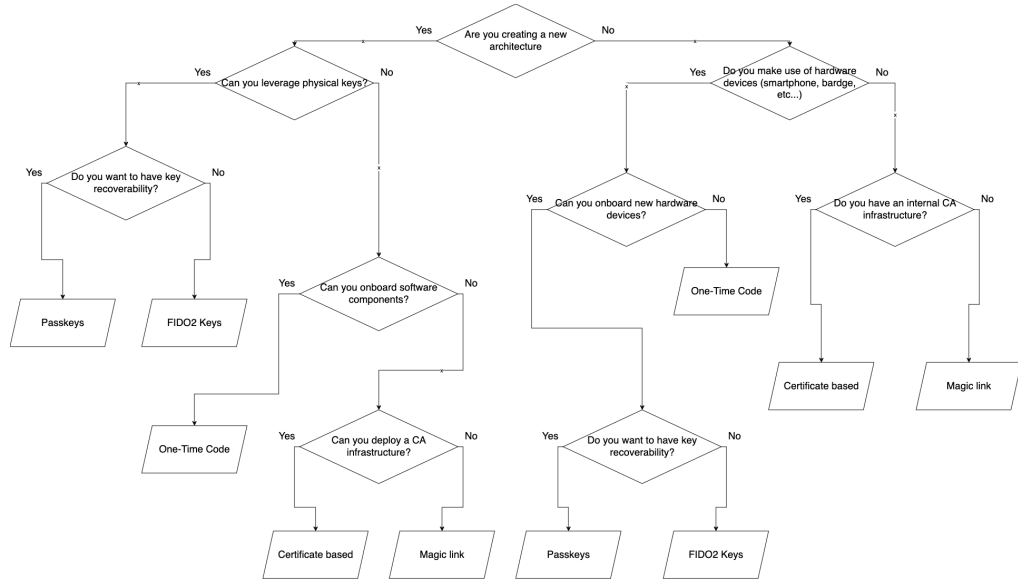 Are you creating a new
architecture
Yes
No
Can you leverage physical keys?
Yes
No
Do you make use of hardware
devices (smartphone, bardge,
etc...)
Yes
No
x
x
x
x
x
x
x
Do you want to have key
recoverability?
Yes
No
Can you onboard new hardware
devices?
Yes
No
Do you have an internal CA
infrastructure?
Yes
No
Passkeys
FIDO2 Keys
Can you onboard software
components?
Yes
No
One-Time Code
Certificate based
Magic link
x
One-Time Code
Can you deploy a CA
infrastructure?
Yes
No
Do you want to have key
recoverability?
Yes
No
Certificate based
Magic link
Passkeys
FIDO2 Keys